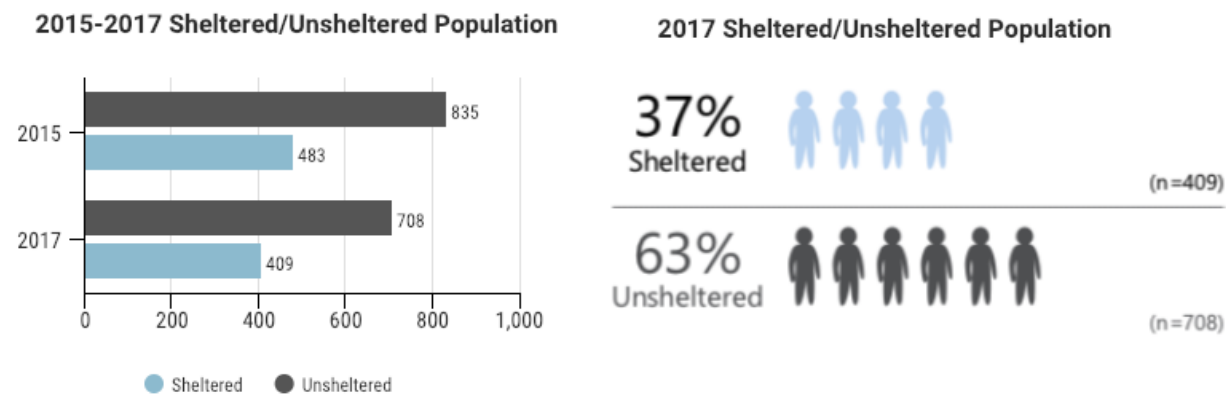 2015-2017 Sheltered/Unsheltered Population
835
2015
483
708
2017
409
0 200 400 600 800 1,000
Sheltered Unsheltered
2017 Sheltered/Unsheltered Population
37%
Sheltered
(n=409)
63%
Unsheltered
(n=708)